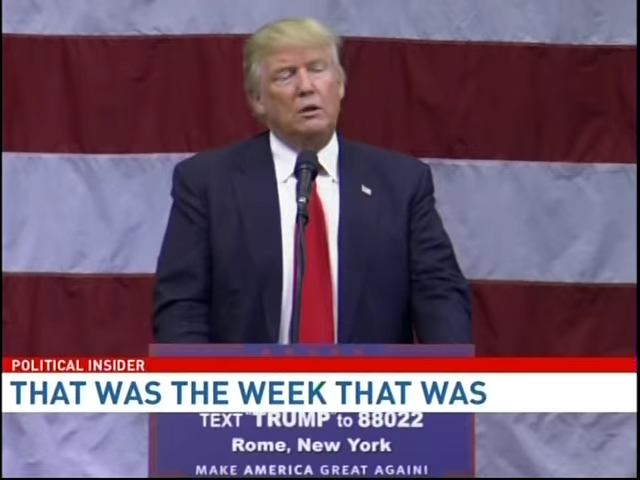 POLITICAL INSIDER
THAT WAS THE WEEK THAT WAS
TEXT "TRUMP" to 88022
Rome, New York
MAKE AMERICA GREAT AGAIN!